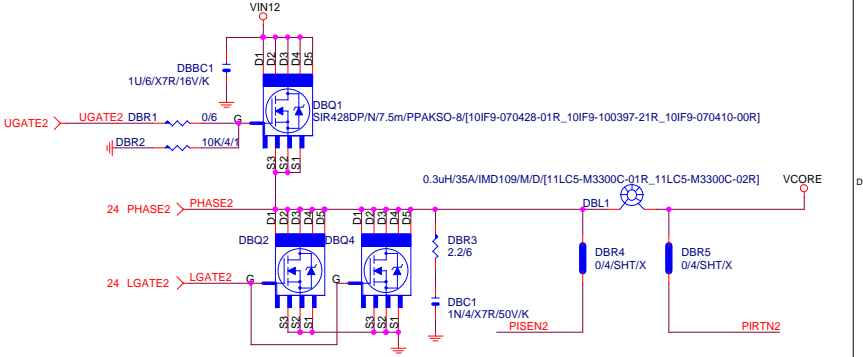 VIN12
D1 D2 D3 D4 D5
DBBC1
1U/6/X7R/16V/K
DBQ1
SIR428DP/N/7.5m/PPAKSO-8/[10IF9-070428-01R_10IF9-100397-21R_10IF9-070410-00R]
UGATE2 UGATE2 DBR1 0/6 G
DBR2 10K/4/1
S3 S2 S1
0.3uH/35A/IMD109/M/D/[11LC5-M3300C-01R_11LC5-M3300C-02R]
VCORE
D
24 PHASE2 PHASE2
DBL1
D1 D2 D3 D4 D5
D1 D2 D3 D4 D5
DBQ2 DBQ4
DBR3
2.2/6
DBR4
0/4/SHT/X
DBR5
0/4/SHT/X
24 LGATE2 LGATE2 G G
DBC1
1N/4/X7R/50V/K
S3 S2 S1
S3 S2 S1
PISEN2
PIRTN2